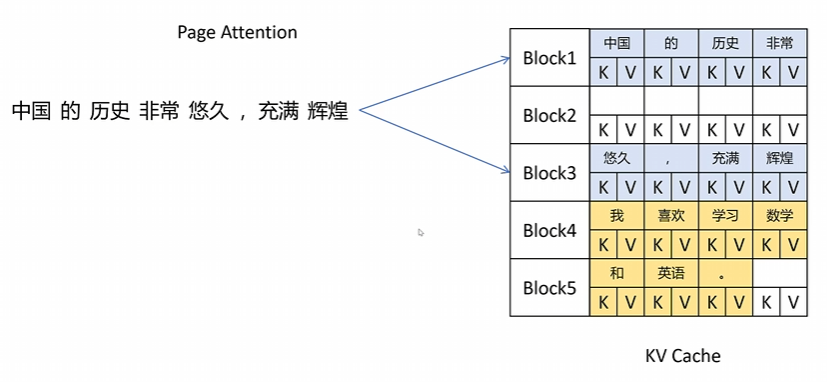 Page Attention
中国 的 历史 非常 悠久 ， 充满 辉煌
Block1
中国 的 历史 非常
K V K V K V K V
Block2
K V K V K V K V
Block3
悠久 ， 充满 辉煌
K V K V K V K V
Block4
我 喜欢 学习 数学
K V K V K V K V
Block5
和 英语 。
K V K V K V K V
KV Cache